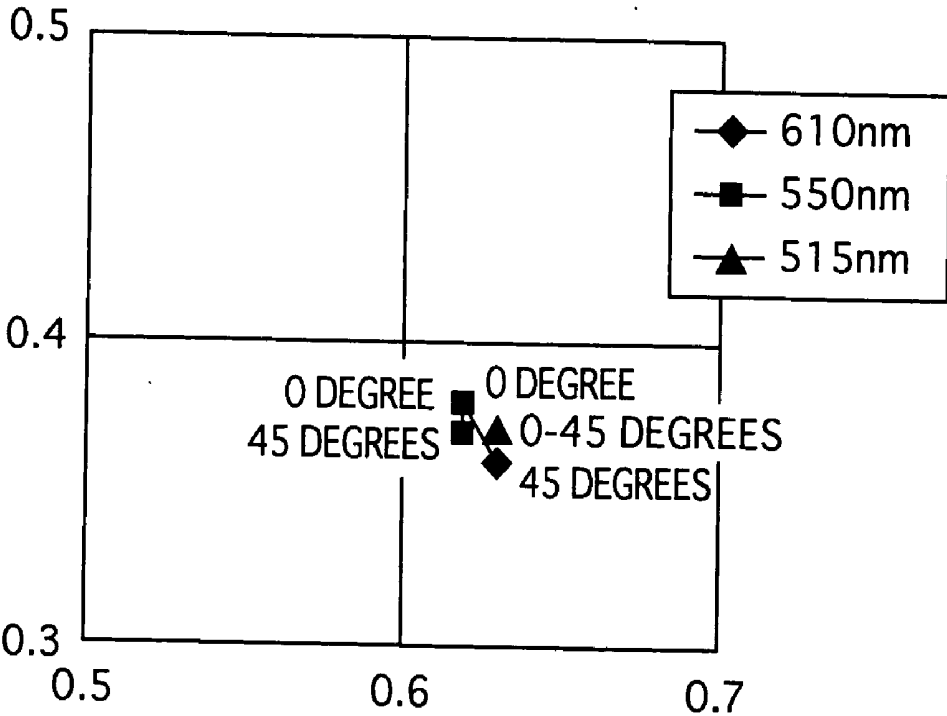 0.5
610nm
550nm
515nm
0.4
0 DEGREE
0 DEGREE
45 DEGREES
0-45 DEGREES
45 DEGREES
0.3
0.5
0.6
0.7